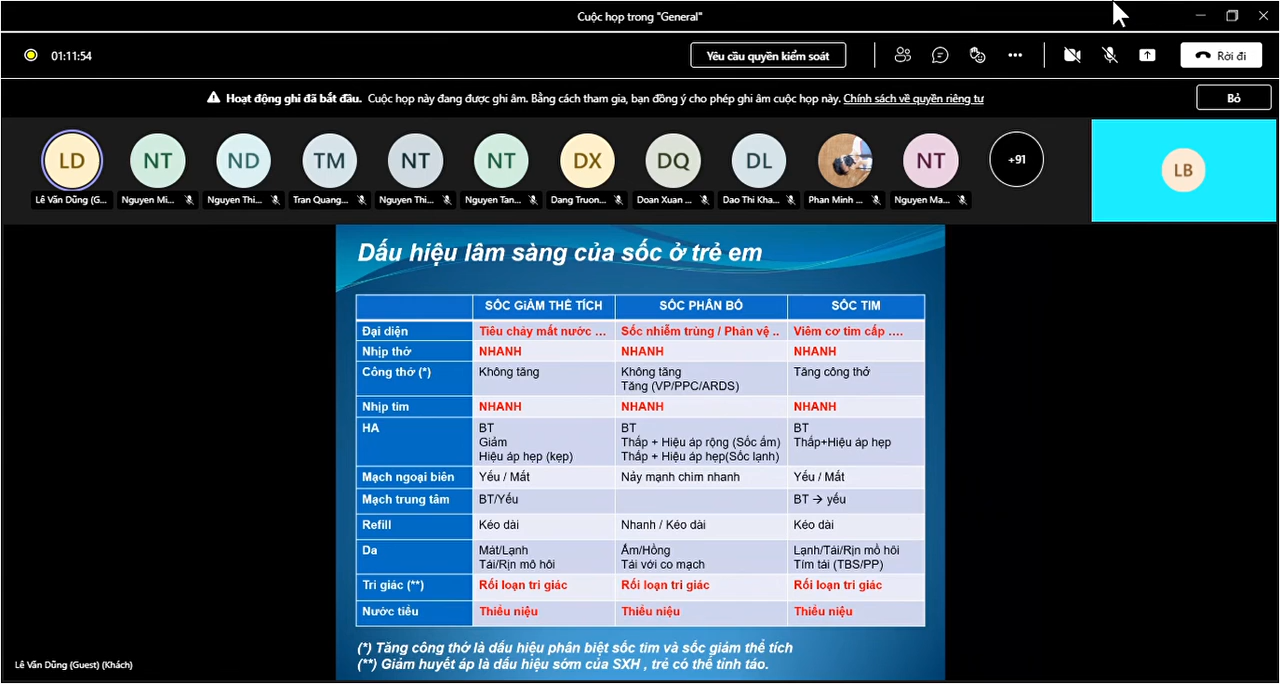 Cuộc họp trong "General"
01:11:54
Yêu cầu quyền kiểm soát
Rời đi
Hoạt động ghi đã bắt đầu. Cuộc họp này đang được ghi âm. Bằng cách tham gia, bạn đồng ý cho phép ghi âm cuộc họp này. Chính sách về quyền riêng tư
Bỏ
LD NT ND TM NT NT DX DQ DL NT +91 LB
Lê Văn Dũng (G... Nguyen Mi... Nguyen Thi... Tran Quang... Nguyen Thi... Nguyen Tan... Dang Truon... Doan Xuan ... Dao Thi Kha... Phan Minh ... Nguyen Ma...
Dấu hiệu lâm sàng của sốc ở trẻ em
SỐC GiẢM THỂ TÍCH SỐC PHÂN BỐ SỐC TIM
Đại diện Tiêu chảy mất nước ... Sốc nhiễm trùng / Phản vệ .. Viêm cơ tim cấp ....
Nhịp thở NHANH NHANH NHANH
Công thở (*) Không tăng Không tăng Tăng công thở
Tăng (VP/PPC/ARDS)
Nhịp tim NHANH NHANH NHANH
HA BT BT BT
Giảm Thấp + Hiệu áp rộng (Sốc ấm) Thấp+Hiệu áp hẹp
Hiệu áp hẹp (kẹp) Thấp + Hiệu áp hẹp(Sốc lạnh)
Mạch ngoại biên Yếu / Mất Nảy mạnh chìm nhanh Yếu / Mất
Mạch trung tâm BT/Yếu BT → yếu
Refill Kéo dài Nhanh / Kéo dài Kéo dài
Da Mát/Lạnh Ấm/Hồng Lạnh/Tái/Rịn mồ hôi
Tái/Rịn mô hôi Tái với co mạch Tím tái (TBS/PP)
Tri giác (**) Rối loạn tri giác Rối loạn tri giác Rối loạn tri giác
Nước tiểu Thiểu niệu Thiểu niệu Thiểu niệu
(*) Tăng công thở là dấu hiệu phân biệt sốc tim và sốc giảm thể tích
(**) Giảm huyết áp là dấu hiệu sớm của SXH , trẻ có thể tỉnh táo.
Lê Văn Dũng (Guest) (Khách)